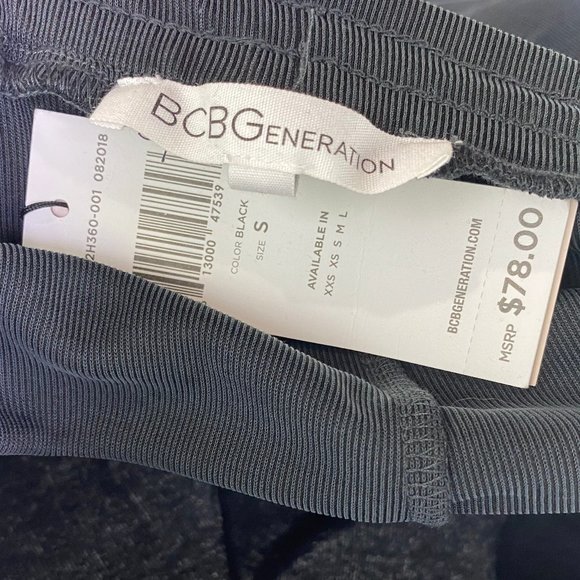 BCBGENERATION
2H360-001 082018
13000 47539
COLOR BLACK
SIZE S
AVAILABLE IN
XXS XS S M L
BCBGENERATION.COM
MSRP $78.00